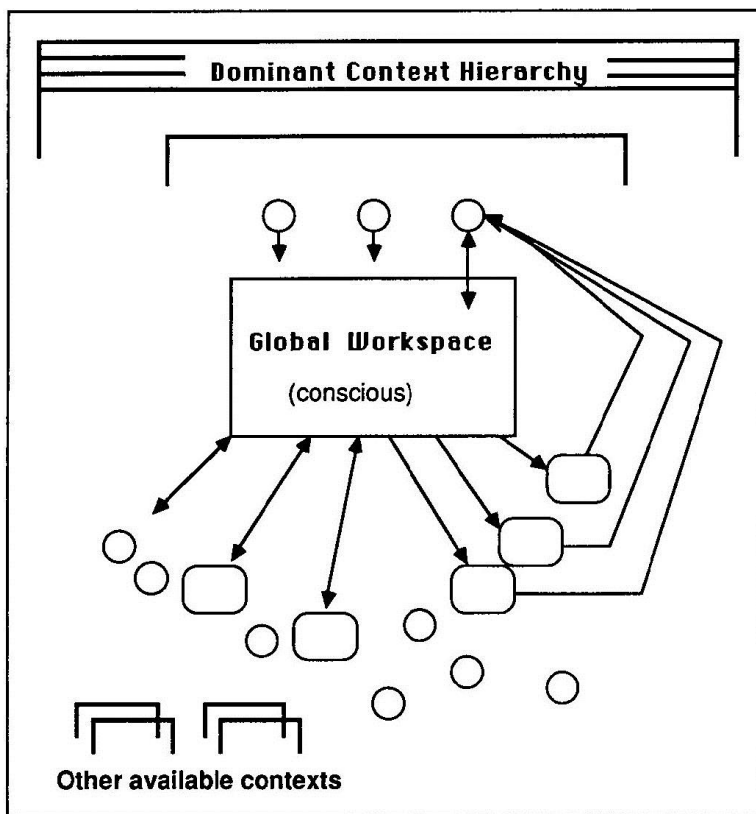 Dominant Context Hierarchy
Global Workspace
(conscious)
Other available contexts